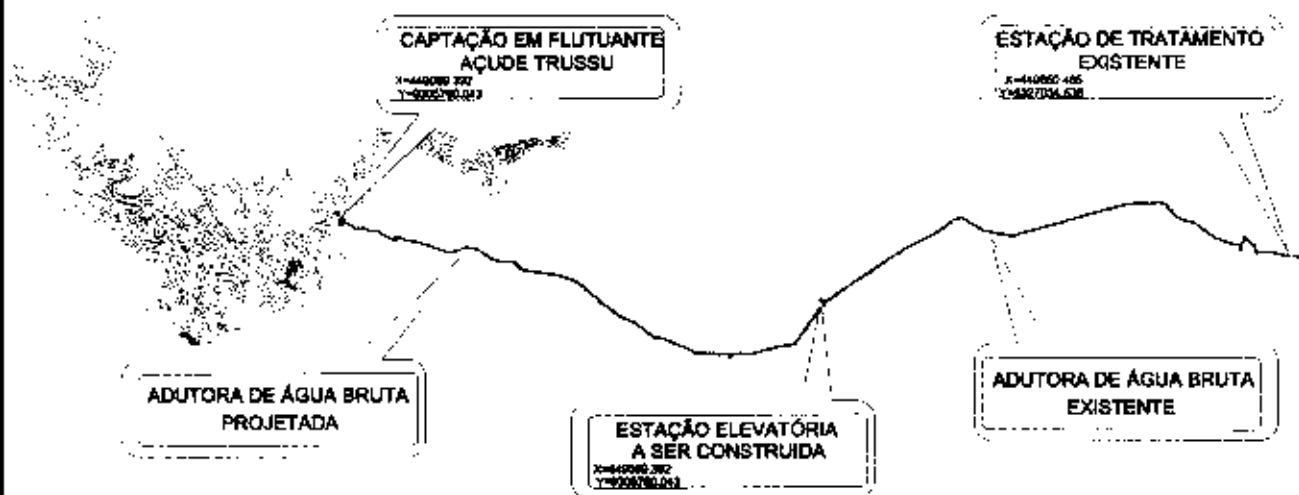 CAPTAÇÃO EM FLUTUANTE
AÇUDE TRUSSU
ESTAÇÃO DE TRATAMENTO
EXISTENTE
ADUTORA DE ÁGUA BRUTA
PROJETADA
ESTAÇÃO ELEVATÓRIA
A SER CONSTRUIDA
ADUTORA DE ÁGUA BRUTA
EXISTENTE